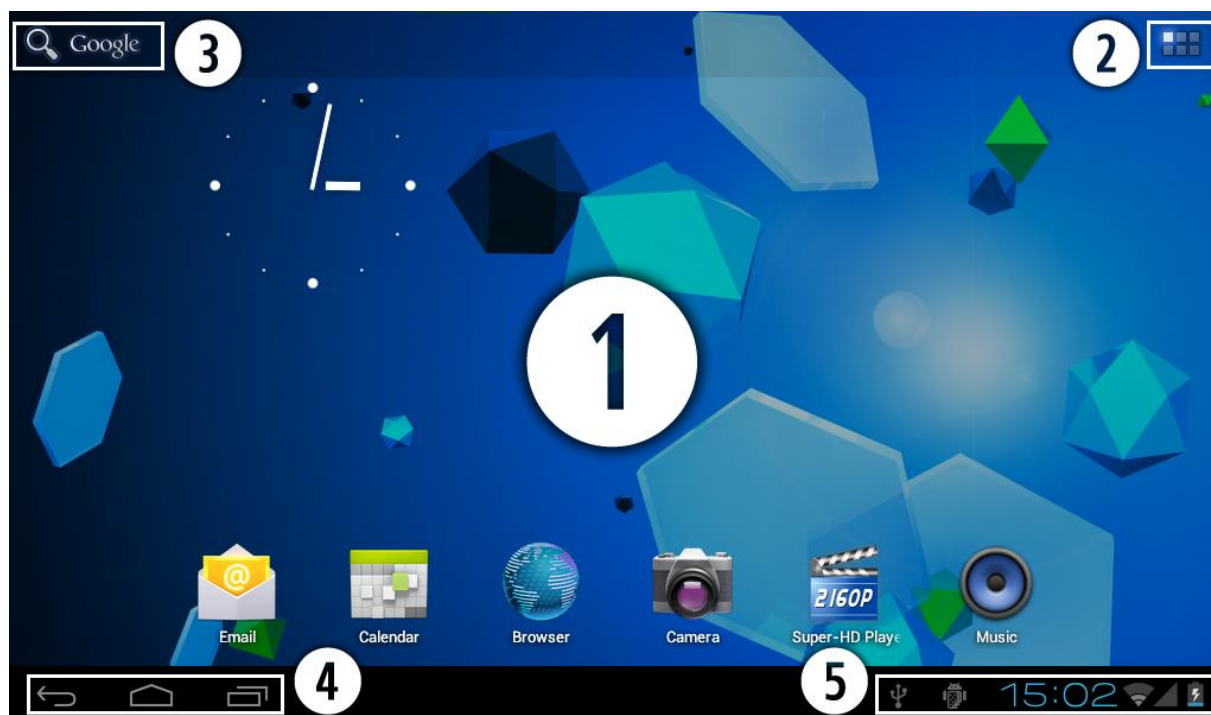 Google
3
2
1
2160P
Email
Calendar
Browser
Camera
Super-HD Playe
Music
4
5
15:02